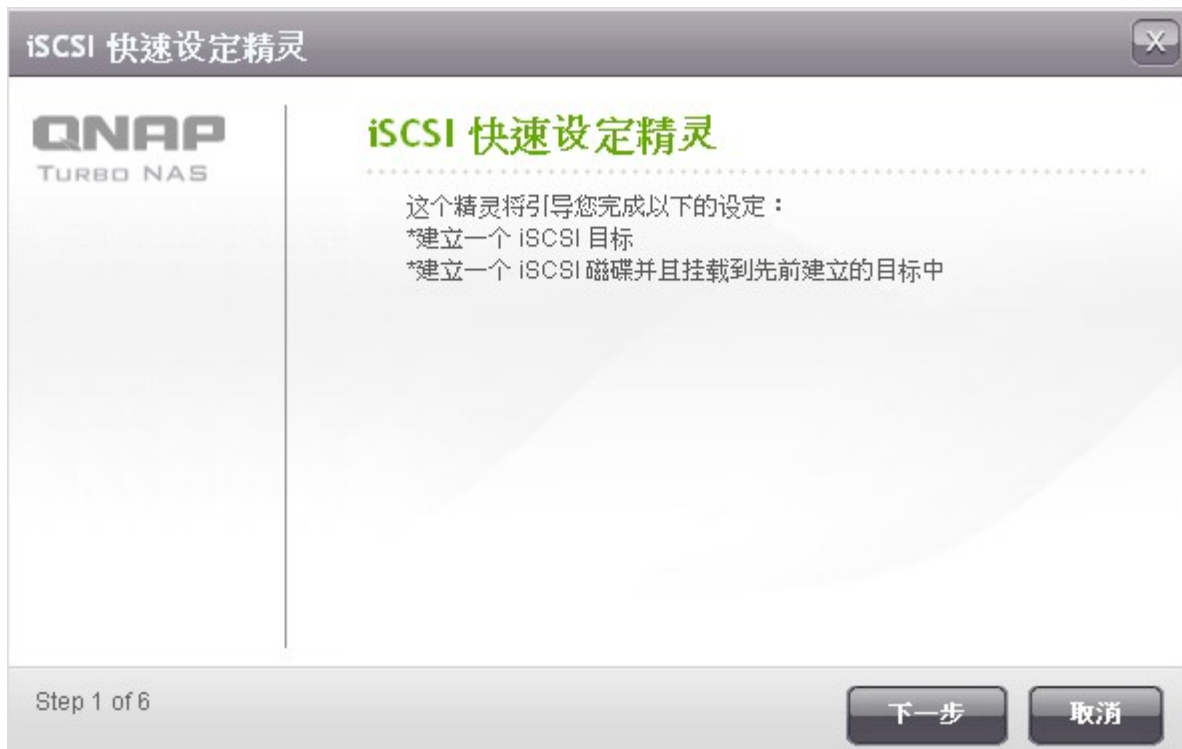 iSCSI 快速设定精灵
X
QNAP
TURBO NAS
iSCSI 快速设定精灵
这个精灵将引导您完成以下的设定：
*建立一个 iSCSI 目标
*建立一个 iSCSI 磁碟并且挂载到先前建立的目标中
Step 1 of 6
下一步
取消